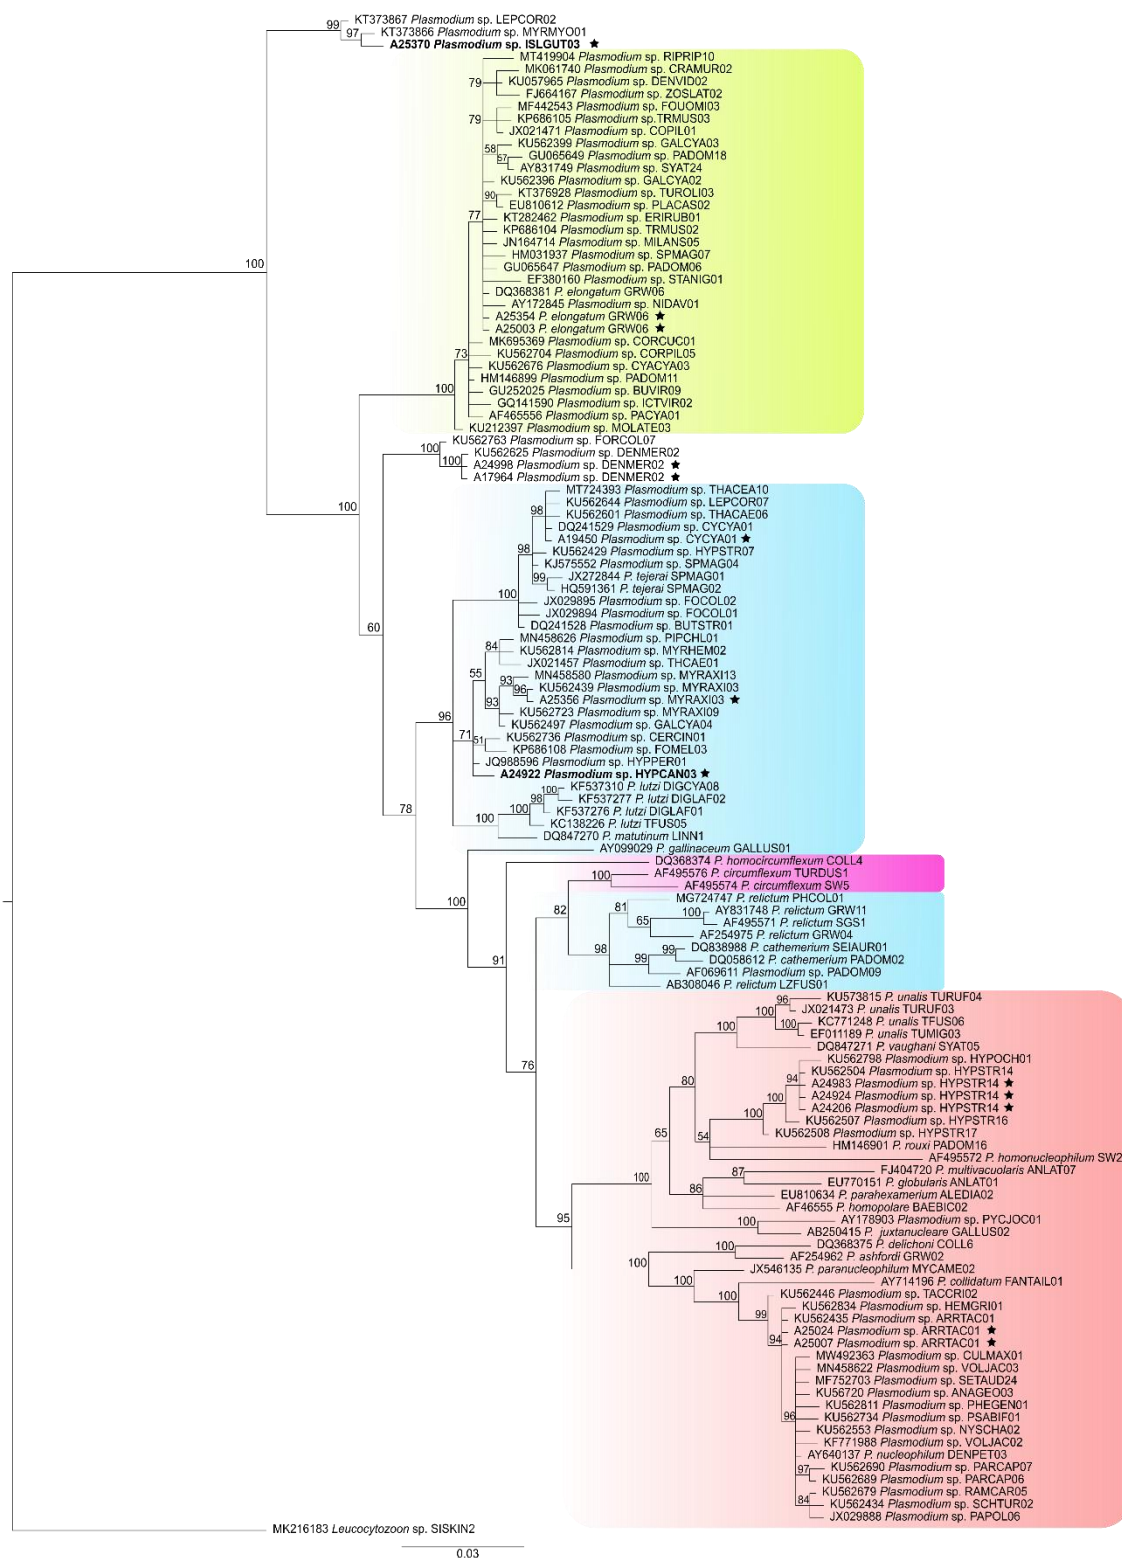 KT373867 Plasmodium sp. LEPCOR02
99
KT373866 Plasmodium sp. MYRMYO01
97
A25370 Plasmodium sp. ISLGUT03 ★
MT419904 Plasmodium sp. RIPRIP10
MK061740 Plasmodium sp. CRAMUR02
79
KU057965 Plasmodium sp. DENVID02
FJ664167 Plasmodium sp. ZOSLAT02
MF442543 Plasmodium sp. FOUOMI03
79
KP686105 Plasmodium sp.TRMUS03
JX021471 Plasmodium sp. COPIL01
KU562399 Plasmodium sp. GALCYA03
58
GU065649 Plasmodium sp. PADOM18
57
AY831749 Plasmodium sp. SYAT24
KU562396 Plasmodium sp. GALCYA02
KT376928 Plasmodium sp. TUROLI03
90
EU810612 Plasmodium sp. PLACAS02
77
KT282462 Plasmodium sp. ERIRUB01
KP686104 Plasmodium sp. TRMUS02
JN164714 Plasmodium sp. MILANS05
HM031937 Plasmodium sp. SPMAG07
100
GU065647 Plasmodium sp. PADOM06
EF380160 Plasmodium sp. STANIG01
DQ368381 P. elongatum GRW06
AY172845 Plasmodium sp. NIDAV01
A25354 P. elongatum GRW06 ★
A25003 P. elongatum GRW06 ★
MK695369 Plasmodium sp. CORCUC01
73
KU562704 Plasmodium sp. CORPIL05
KU562676 Plasmodium sp. CYACYA03
HM146899 Plasmodium sp. PADOM11
100
GU252025 Plasmodium sp. BUVIR09
GQ141590 Plasmodium sp. ICTVIR02
AF465556 Plasmodium sp. PACYA01
KU212397 Plasmodium sp. MOLATE03
KU562763 Plasmodium sp. FORCOL07
100
KU562625 Plasmodium sp. DENMER02
100
A24998 Plasmodium sp. DENMER02 ★
A17964 Plasmodium sp. DENMER02 ★
MT724393 Plasmodium sp. THACEA10
KU562644 Plasmodium sp. LEPCOR07
100
98
KU562601 Plasmodium sp. THACAE06
DQ241529 Plasmodium sp. CYCYA01
A19450 Plasmodium sp. CYCYA01 ★
98
KU562429 Plasmodium sp. HYPSTR07
KJ575552 Plasmodium sp. SPMAG04
99
JX272844 P. tejerai SPMAG01
HQ591361 P. tejerai SPMAG02
100
JX029895 Plasmodium sp. FOCOL02
JX029894 Plasmodium sp. FOCOL01
DQ241528 Plasmodium sp. BUTSTR01
60
MN458626 Plasmodium sp. PIPCHL01
84
KU562814 Plasmodium sp. MYRHEM02
JX021457 Plasmodium sp. THCAE01
55
MN458580 Plasmodium sp. MYRAXI13
93
KU562439 Plasmodium sp. MYRAXI03
96
A25356 Plasmodium sp. MYRAXI03 ★
93
KU562723 Plasmodium sp. MYRAXI09
96
KU562497 Plasmodium sp. GALCYA04
71
KU562736 Plasmodium sp. CERCIN01
51
KP686108 Plasmodium sp. FOMEL03
JQ988596 Plasmodium sp. HYPPER01
A24922 Plasmodium sp. HYPCAN03 ★
KF537310 P. lutzi DIGCYA08
100
KF537277 P. lutzi DIGLAF02
98
78
KF537276 P. lutzi DIGLAF01
100
KC138226 P. lutzi TFUS05
100
DQ847270 P. matutinum LINN1
AY099029 P. gallinaceum GALLUS01
DQ368374 P. homocircumflexum COLL4
AF495576 P. circumflexum TURDUS1
100
AF495574 P. circumflexum SW5
MG724747 P. relictum PHCOL01
100
81
AY831748 P. relictum GRW11
100
82
65
AF495571 P. relictum SGS1
AF254975 P. relictum GRW04
98
DQ838988 P. cathemerium SEIAUR01
99
99
DQ058612 P. cathemerium PADOM02
91
AF069611 Plasmodium sp. PADOM09
AB308046 P. relictum LZFUS01
KU573815 P. unalis TURUF04
96
JX021473 P. unalis TURUF03
100
KC771248 P. unalis TFUS06
100
EF011189 P. unalis TUMIG03
100
DQ847271 P. vaughani SYAT05
KU562798 Plasmodium sp. HYPOCH01
76
KU562504 Plasmodium sp. HYPSTR14
94
80
A24983 Plasmodium sp. HYPSTR14 ★
A24924 Plasmodium sp. HYPSTR14 ★
100
A24206 Plasmodium sp. HYPSTR14 ★
100
KU562507 Plasmodium sp. HYPSTR16
KU562508 Plasmodium sp. HYPSTR17
65
54
HM146901 P. rouxi PADOM16
AF495572 P. homonucleophilum SW2
87
FJ404720 P. multivacuolaris ANLAT07
100
EU770151 P. globularis ANLAT01
86
EU810634 P. parahexamerium ALEDIA02
AF46555 P. homopolare BAEBIC02
95
100
AY178903 Plasmodium sp. PYCJOC01
AB250415 P. juxtanucleare GALLUS02
DQ368375 P. delichoni COLL6
100
AF254962 P. ashfordi GRW02
100
JX546135 P. paranucleophilum MYCAME02
100
AY714196 P. collidatum FANTAIL01
100
KU562446 Plasmodium sp. TACCRI02
KU562834 Plasmodium sp. HEMGRI01
99
KU562435 Plasmodium sp. ARRTAC01
A25024 Plasmodium sp. ARRTAC01 ★
94
A25007 Plasmodium sp. ARRTAC01 ★
MW492363 Plasmodium sp. CULMAX01
MN458622 Plasmodium sp. VOLJAC03
MF752703 Plasmodium sp. SETAUD24
KU56720 Plasmodium sp. ANAGEO03
KU562811 Plasmodium sp. PHEGEN01
96
KU562734 Plasmodium sp. PSABIF01
KU562553 Plasmodium sp. NYSCHA02
KF771988 Plasmodium sp. VOLJAC02
AY640137 P. nucleophilum DENPET03
97
KU562690 Plasmodium sp. PARCAP07
KU562689 Plasmodium sp. PARCAP06
KU562679 Plasmodium sp. RAMCAR05
84
KU562434 Plasmodium sp. SCHTUR02
JX029888 Plasmodium sp. PAPOL06
MK216183 Leucocytozoon sp. SISKIN2
0.03